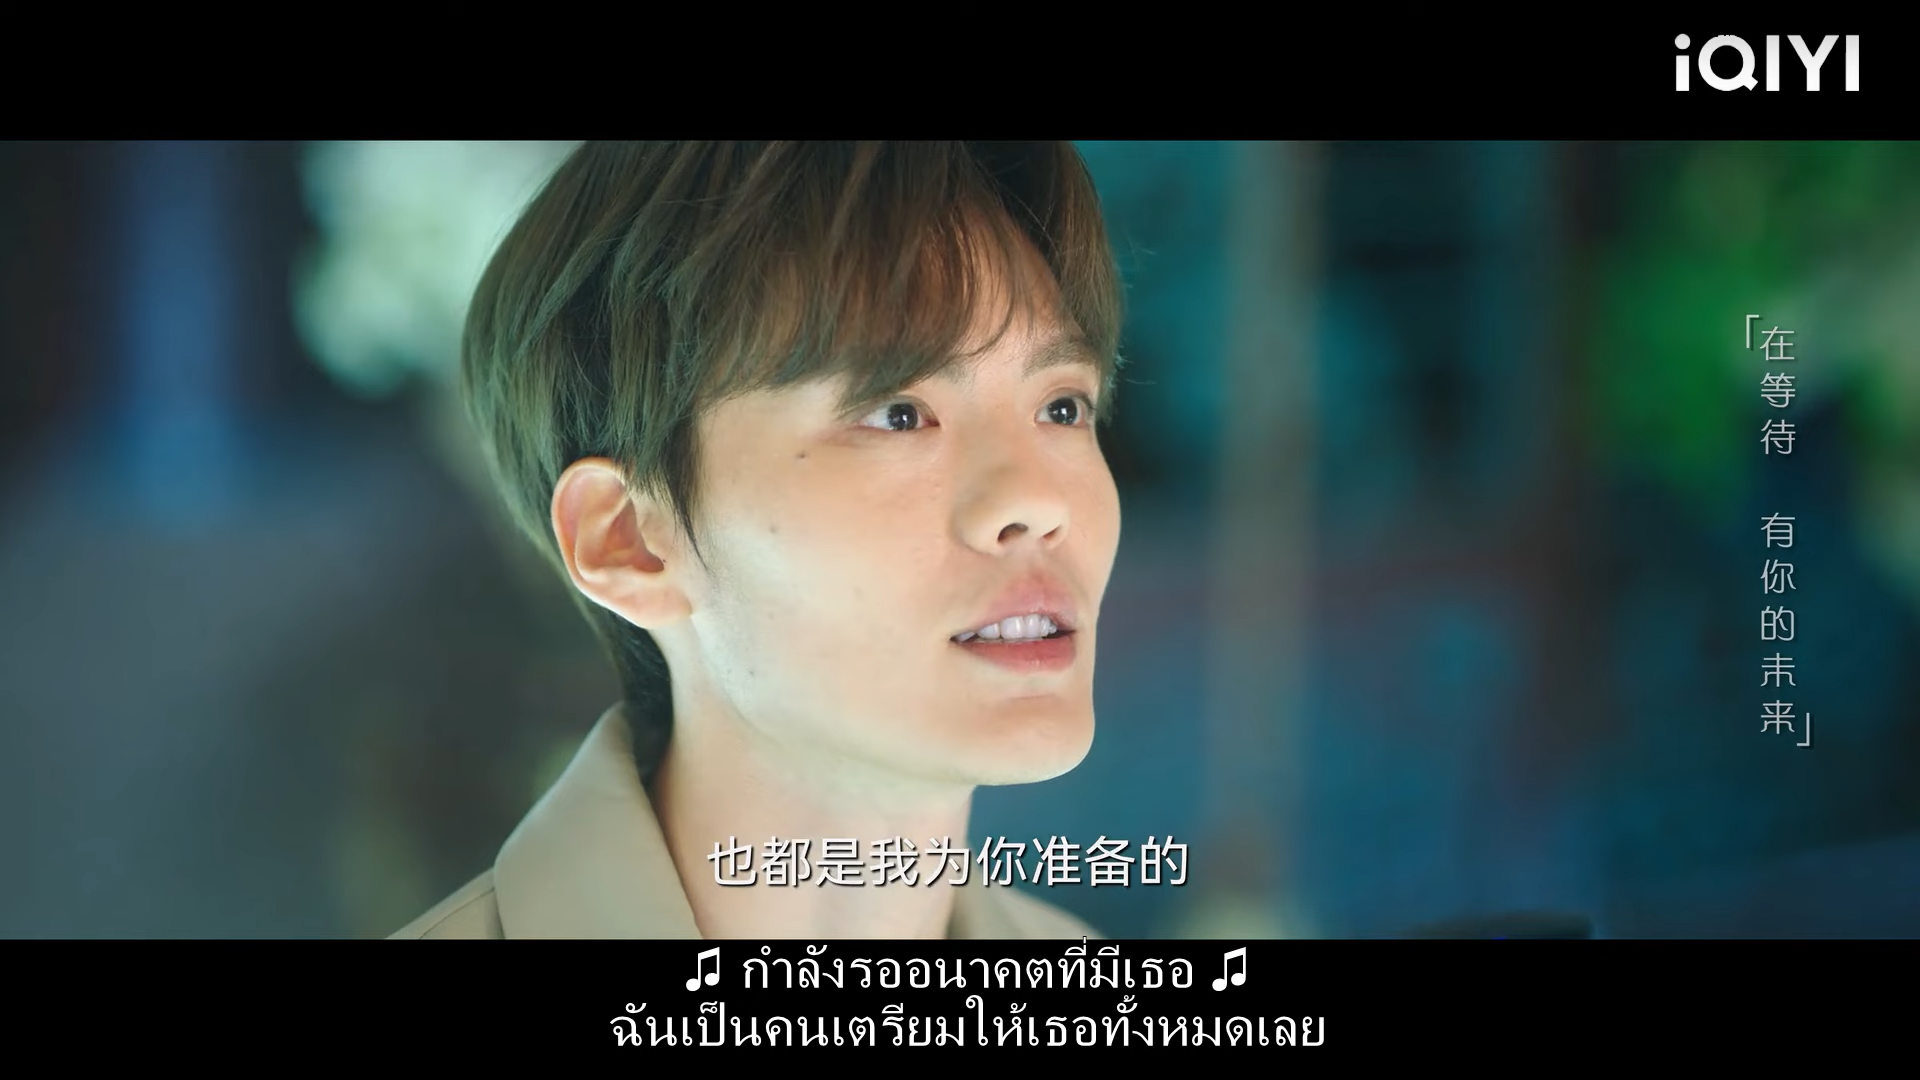 iQIYI
「在等待 有你的未来」
也都是我为你准备的
♫ กำลังรออนาคตที่มีเธอ ♫
ฉันเป็นคนเตรียมให้เธอทั้งหมดเลย